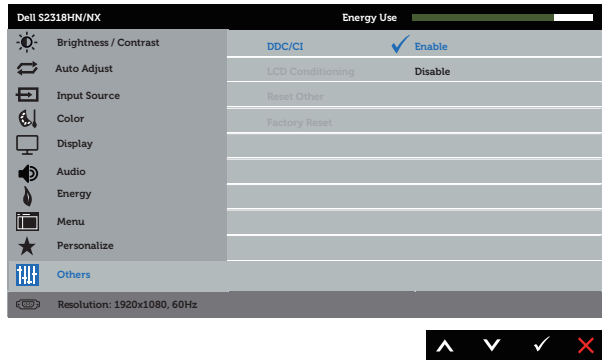 Dell S2318HN/NX Energy Use
Brightness / Contrast DDC/CI Enable
Auto Adjust LCD Conditioning Disable
Input Source Reset Other
Color Factory Reset
Display
Audio
Energy
Menu
Personalize
Others
Resolution: 1920x1080, 60Hz